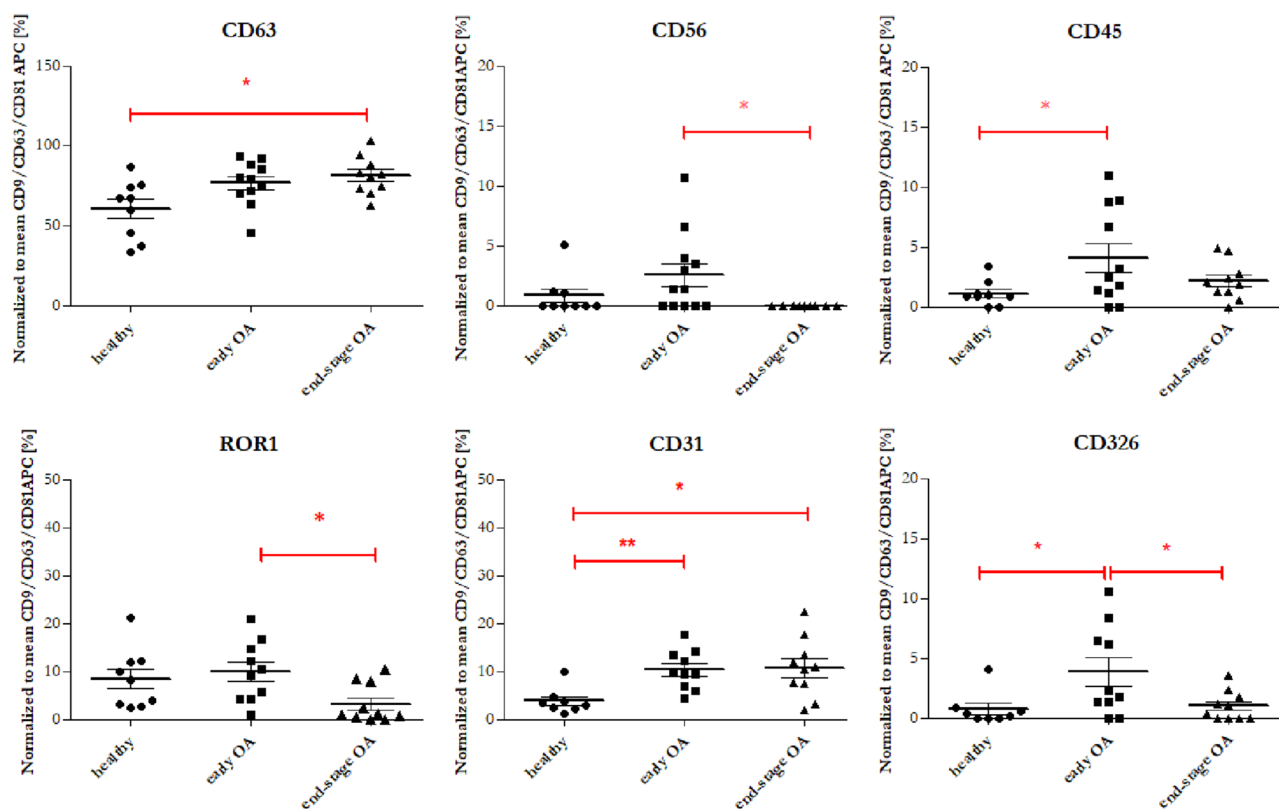 CD63
Normalized to mean CD9/CD63/CD81 APC [%]
150
100
50
0
*
healthy
early OA
end-stage OA
CD56
Normalized to mean CD9/CD63/CD81APC [%]
20
15
10
5
0
*
healthy
early OA
end-stage OA
CD45
Normalized to mean CD9/CD63/CD81 APC [%]
20
15
10
5
0
*
healthy
early OA
end-stage OA
ROR1
Normalized to mean CD9/CD63/CD81APC [%]
50
40
30
20
10
0
*
healthy
early OA
end-stage OA
CD31
Normalized to mean CD9/CD63/CD81APC [%]
50
40
30
20
10
0
*
**
healthy
early OA
end-stage OA
CD326
Normalized to mean CD9/CD63/CD81APC [%]
20
15
10
5
0
* *
healthy
early OA
end-stage OA